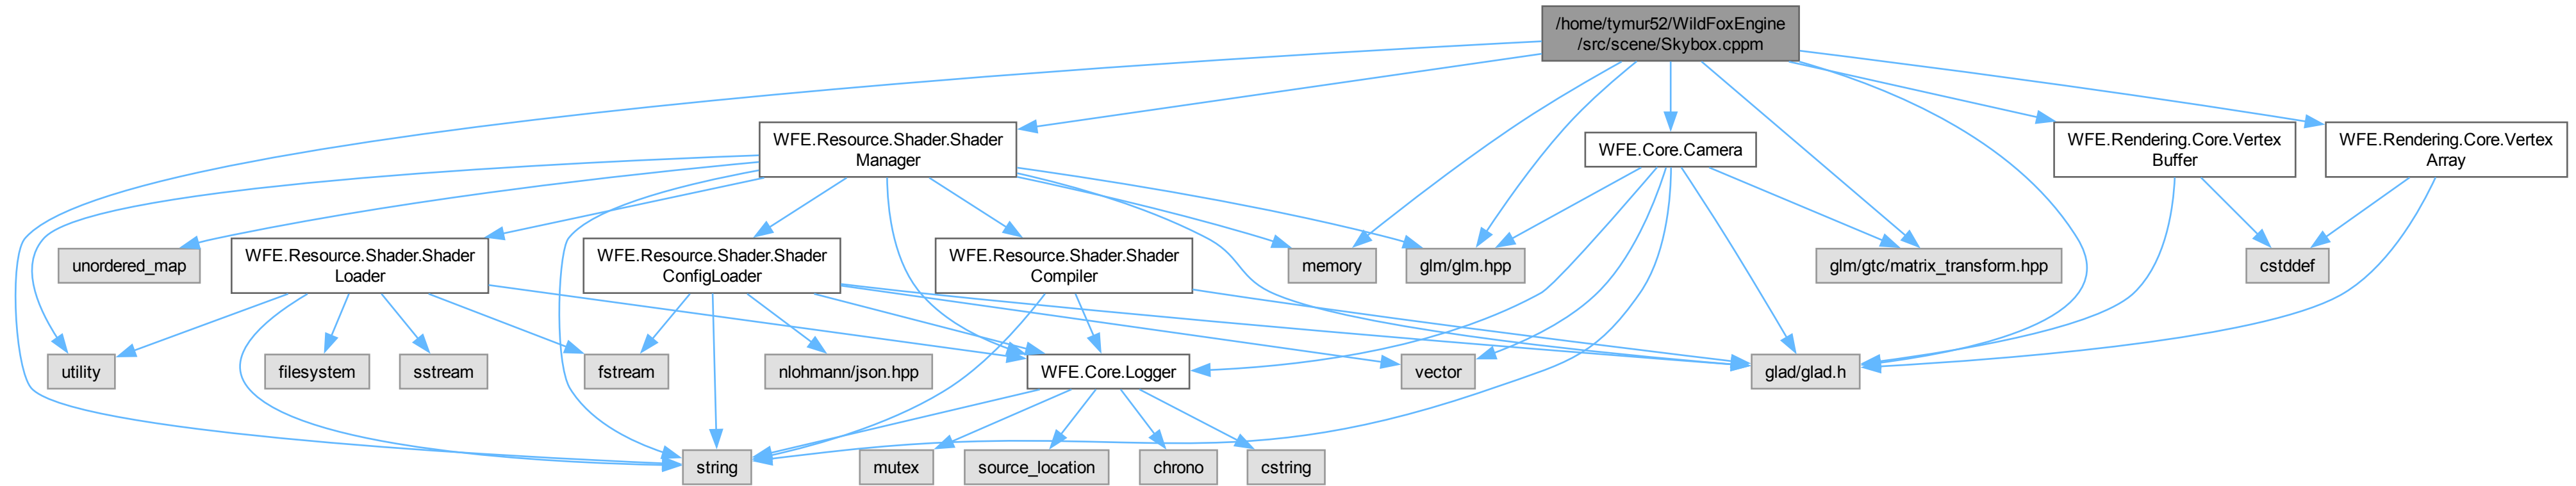 /home/tymur52/WildFoxEngine
/src/scene/Skybox.cppm
WFE.Resource.Shader.Shader
Manager
WFE.Core.Camera
WFE.Rendering.Core.Vertex
Buffer
WFE.Rendering.Core.Vertex
Array
unordered_map
WFE.Resource.Shader.Shader
Loader
WFE.Resource.Shader.Shader
ConfigLoader
WFE.Resource.Shader.Shader
Compiler
memory
glm/glm.hpp
glm/gtc/matrix_transform.hpp
cstddef
utility
filesystem
sstream
fstream
nlohmann/json.hpp
WFE.Core.Logger
vector
glad/glad.h
string
mutex
source_location
chrono
cstring